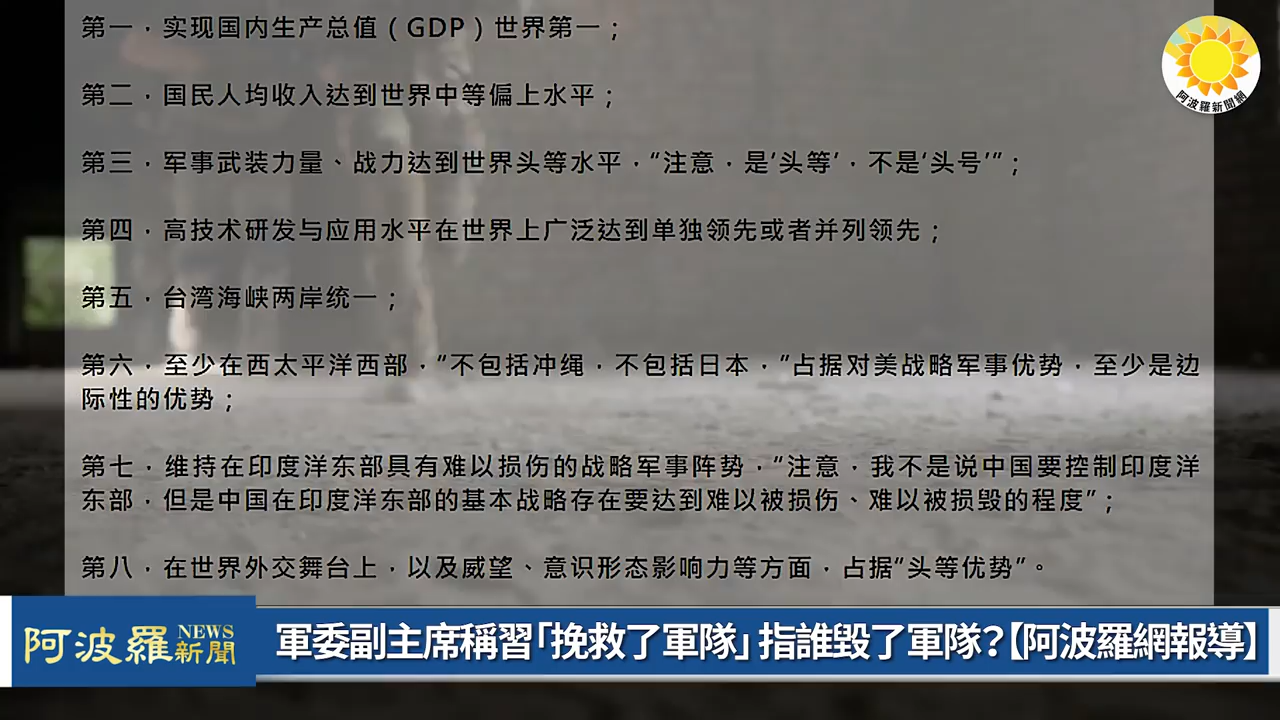 第一，实现国内生产总值（GDP）世界第一；
阿波羅新聞網
第二，国民人均收入达到世界中等偏上水平；
第三，军事武装力量、战力达到世界头等水平，“注意，是‘头等’，不是‘头号’”；
第四，高技术研发与应用水平在世界上广泛达到单独领先或者并列领先；
第五，台湾海峡两岸统一；
第六，至少在西太平洋西部，“不包括冲绳，不包括日本，”占据对美战略军事优势，至少是边
际性的优势；
第七，维持在印度洋东部具有难以损伤的战略军事阵势，“注意，我不是说中国要控制印度洋
东部，但是中国在印度洋东部的基本战略存在要达到难以被损伤、难以被损毁的程度”；
第八，在世界外交舞台上，以及威望、意识形态影响力等方面，占据“头等优势”。
阿波羅 NEWS 新聞
軍委副主席稱習「挽救了軍隊」指誰毀了軍隊？【阿波羅網報導】